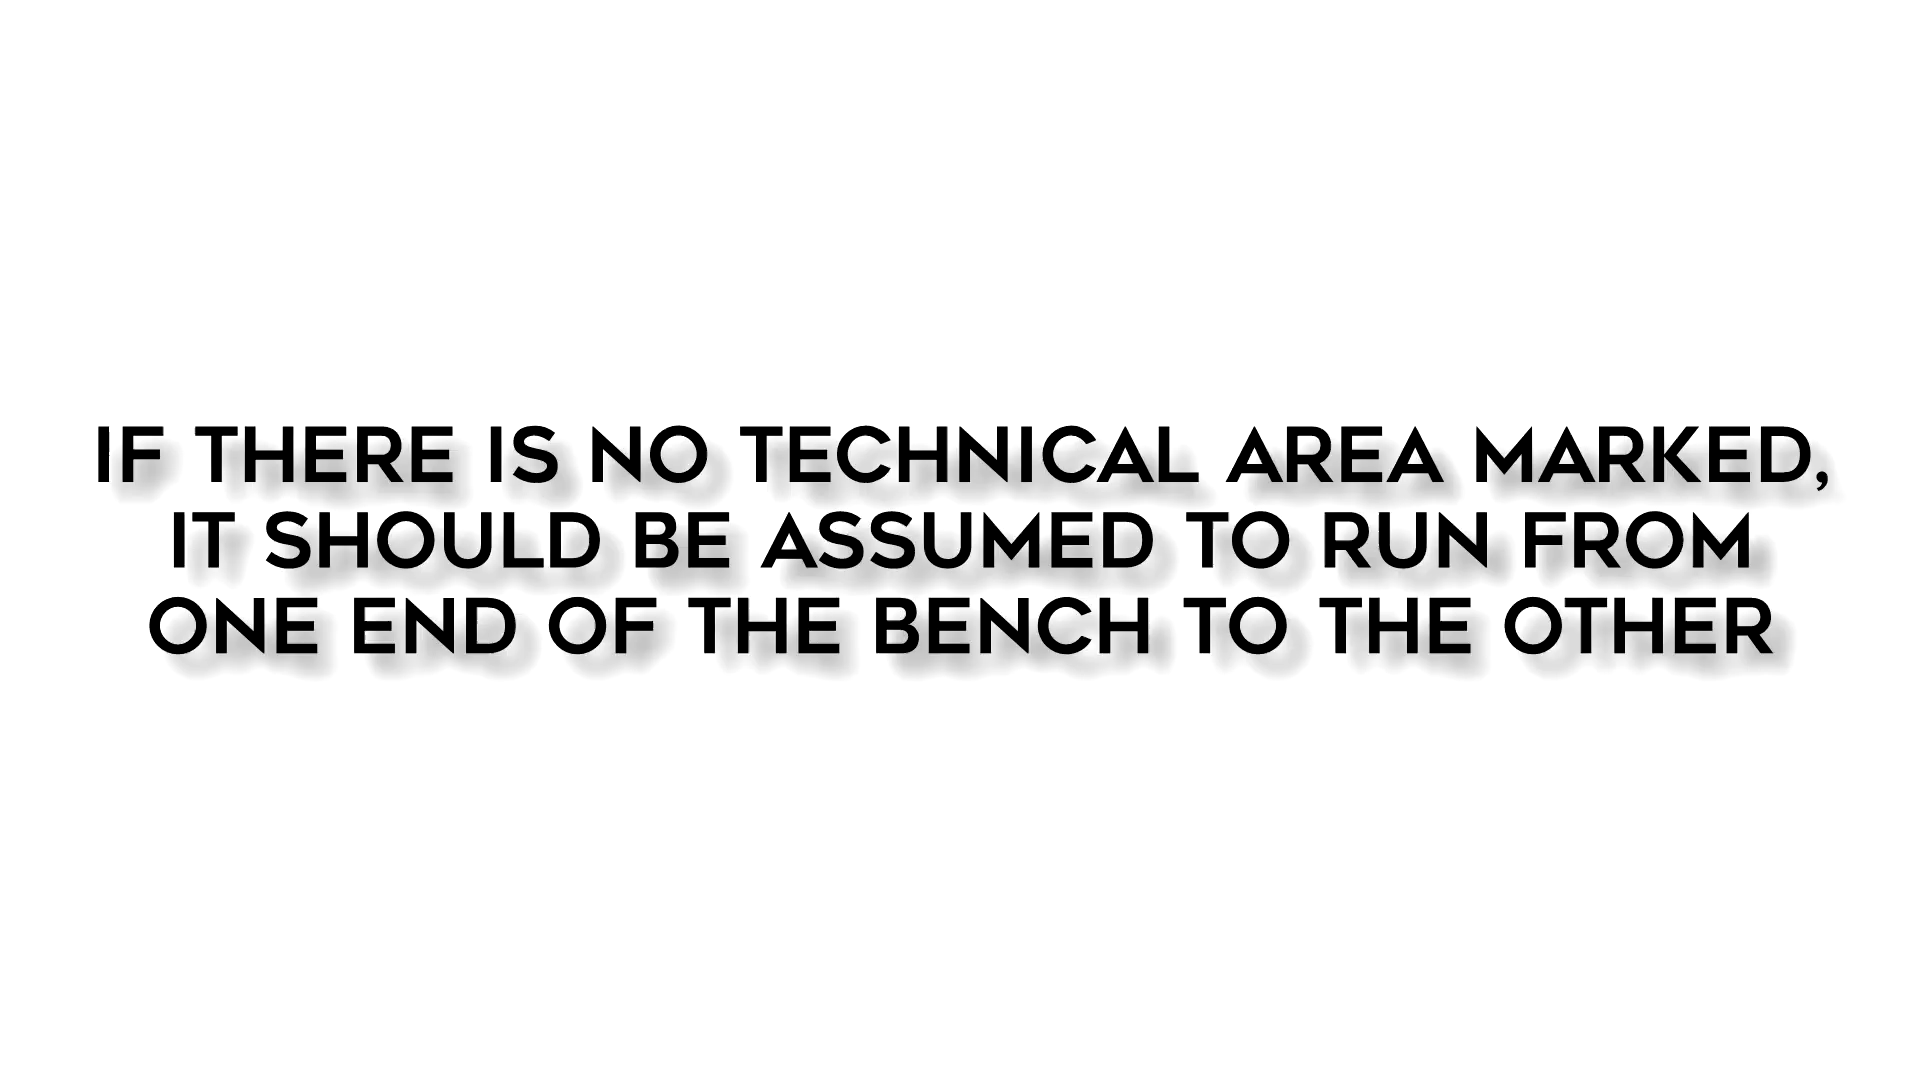 IF THERE IS NO TECHNICAL AREA MARKED,
IT SHOULD BE ASSUMED TO RUN FROM
ONE END OF THE BENCH TO THE OTHER